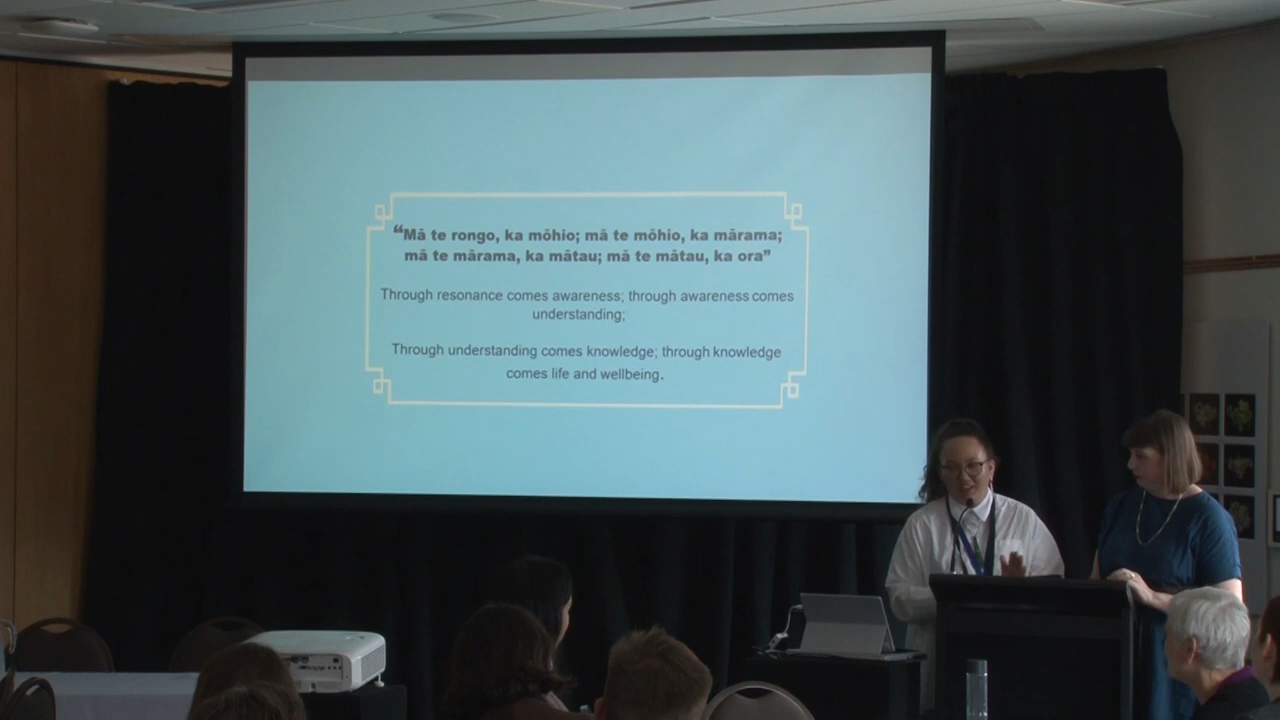 “Mā te rongo, ka mōhio; mā te mōhio, ka mārama;
mā te mārama, ka mātau; mā te mātau, ka ora”
Through resonance comes awareness; through awareness comes
understanding;
Through understanding comes knowledge; through knowledge
comes life and wellbeing.